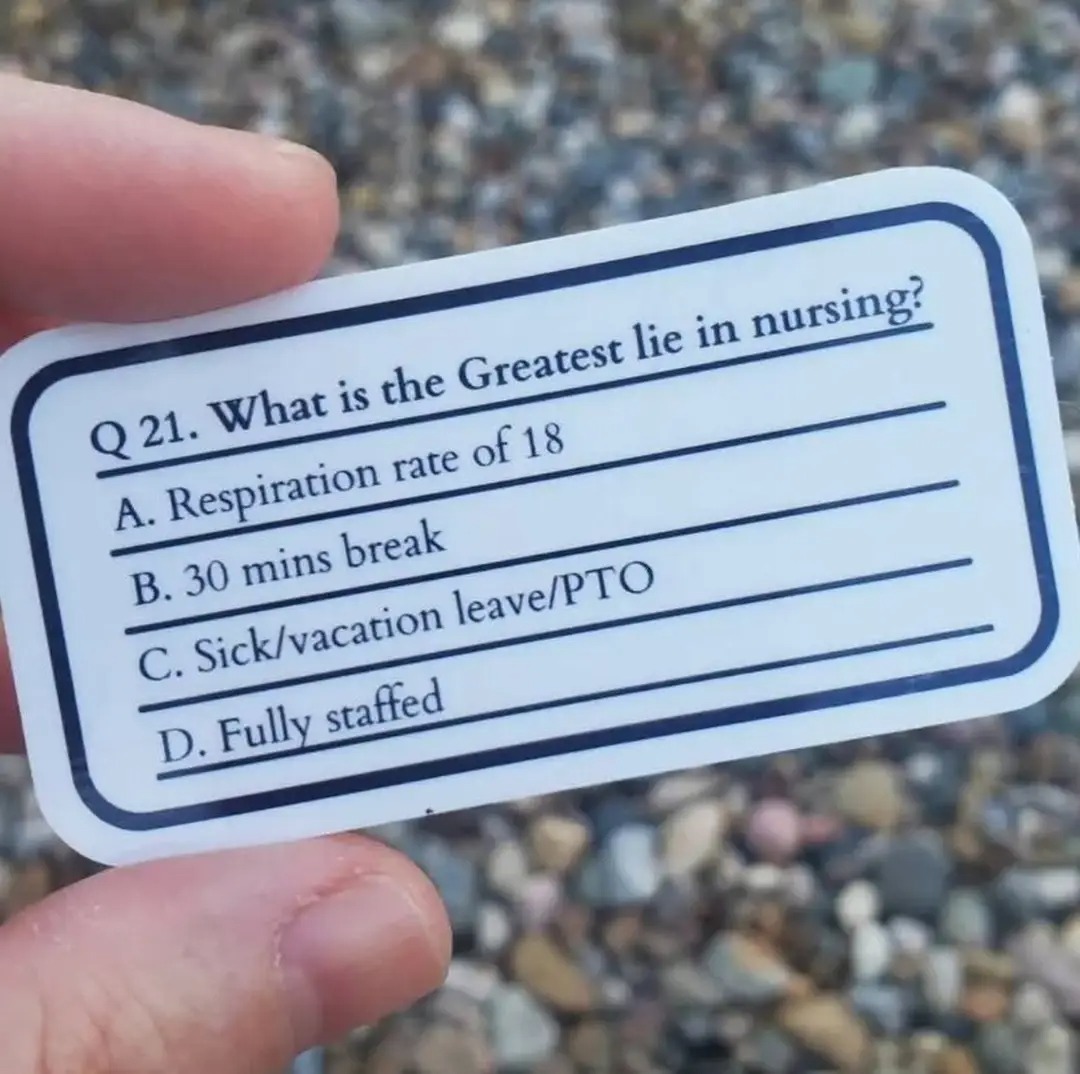 Q 21. What is the Greatest lie in nursing?
A. Respiration rate of 18
B. 30 mins break
C. Sick/vacation leave/PTO
D. Fully staffed